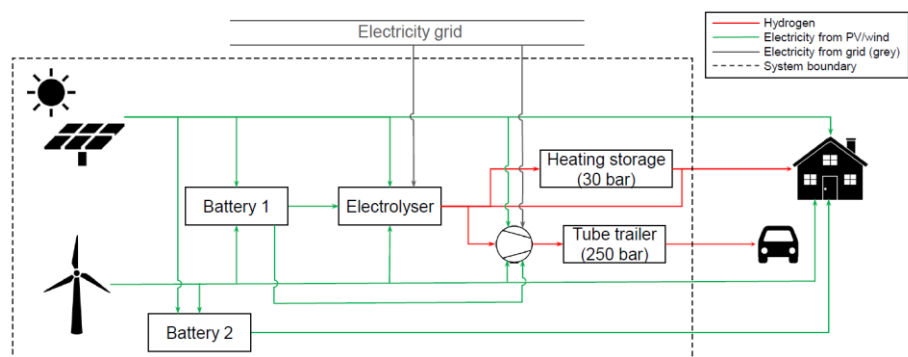 Electricity grid
Hydrogen
Electricity from PV/wind
Electricity from grid (grey)
System boundary
Heating storage
(30 bar)
Battery 1
Electrolyser
Tube trailer
(250 bar)
Battery 2